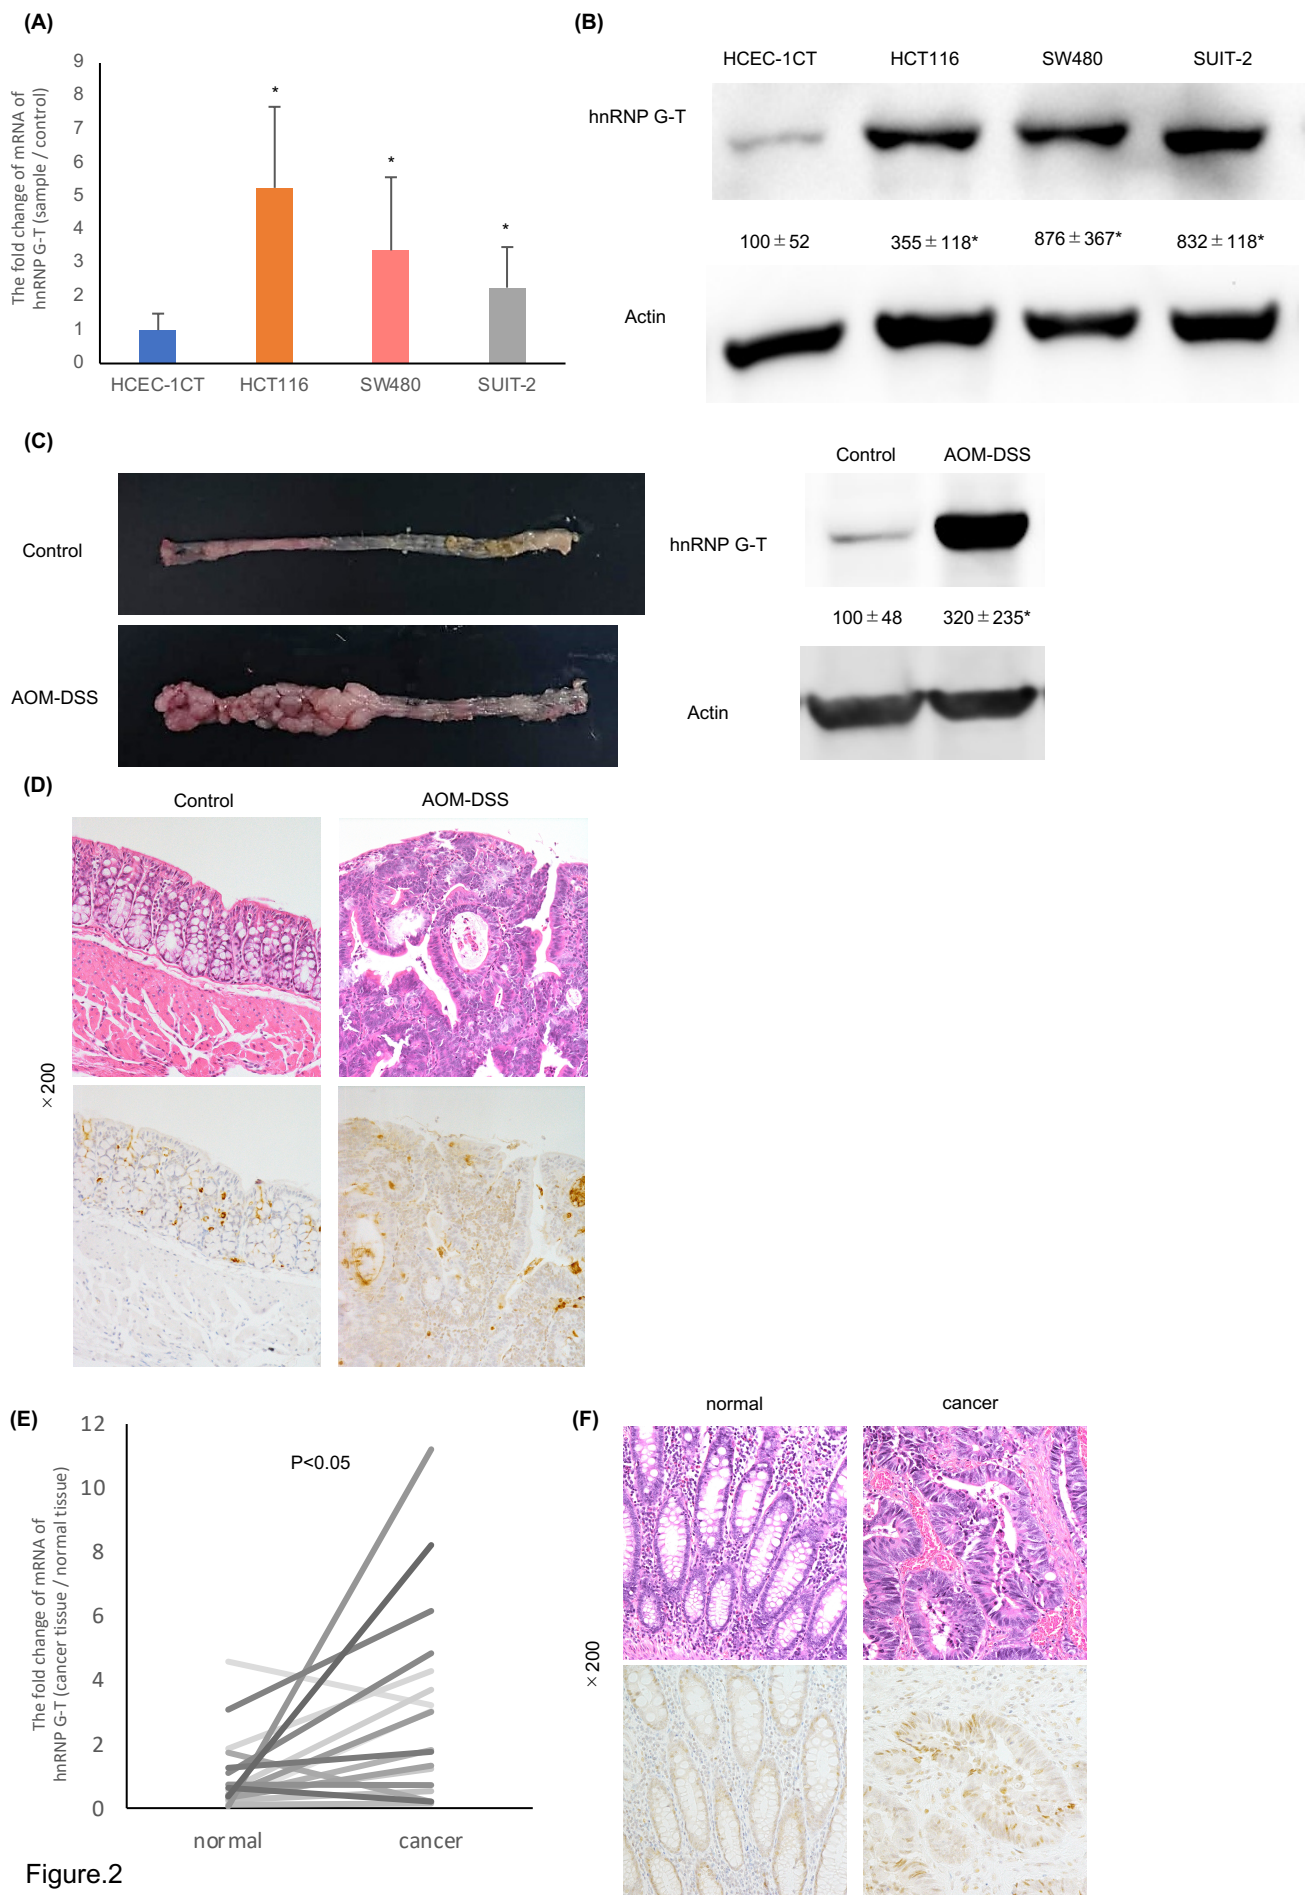 (A)
The fold change of mRNA of
hnRNP G-T (sample / control)
9
8
7
6
5
4
3
2
1
0
*
*
*
HCEC-1CT HCT116 SW480 SUIT-2
(B)
HCEC-1CT HCT116 SW480 SUIT-2
hnRNP G-T
100 ± 52 355 ± 118* 876 ± 367* 832 ± 118*
Actin
(C)
Control
AOM-DSS
Control AOM-DSS
hnRNP G-T
100 ± 48 320 ± 235*
Actin
(D)
Control AOM-DSS
×200
(E)
The fold change of mRNA of
hnRNP G-T (cancer tissue / normal tissue)
12
10
8
6
4
2
0
P<0.05
normal cancer
(F)
normal cancer
×200
Figure.2